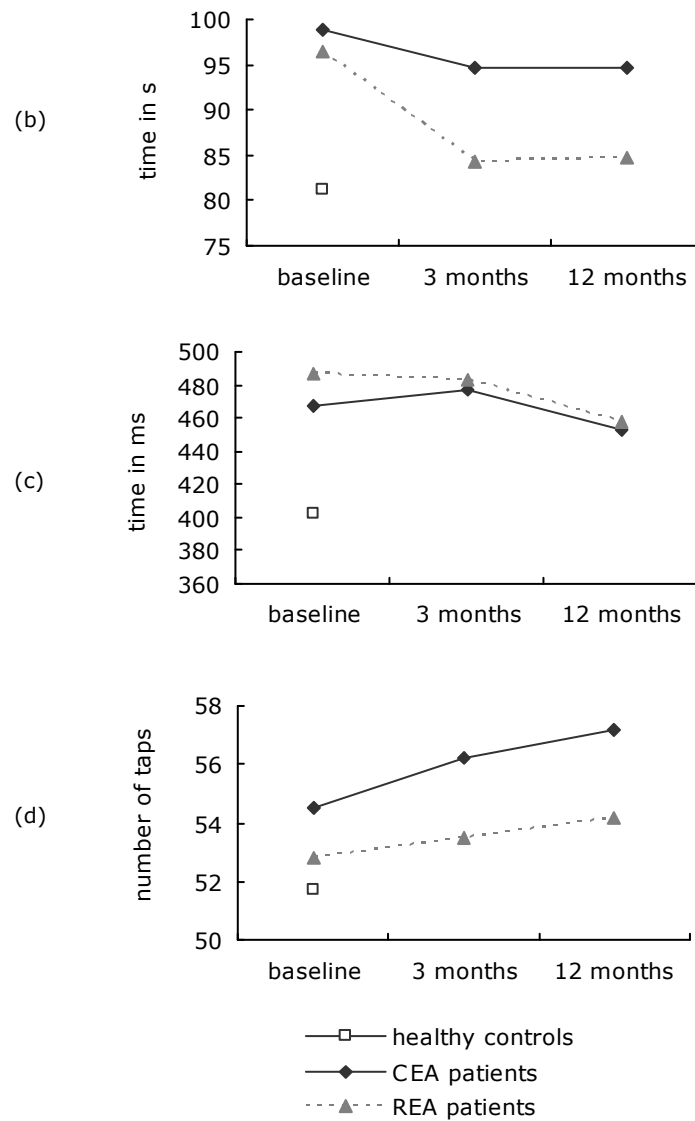 (b)
time in s
100
95
90
85
80
75
baseline 3 months 12 months
(c)
time in ms
500
480
460
440
420
400
380
360
baseline 3 months 12 months
(d)
number of taps
58
56
54
52
50
baseline 3 months 12 months
healthy controls
CEA patients
REA patients